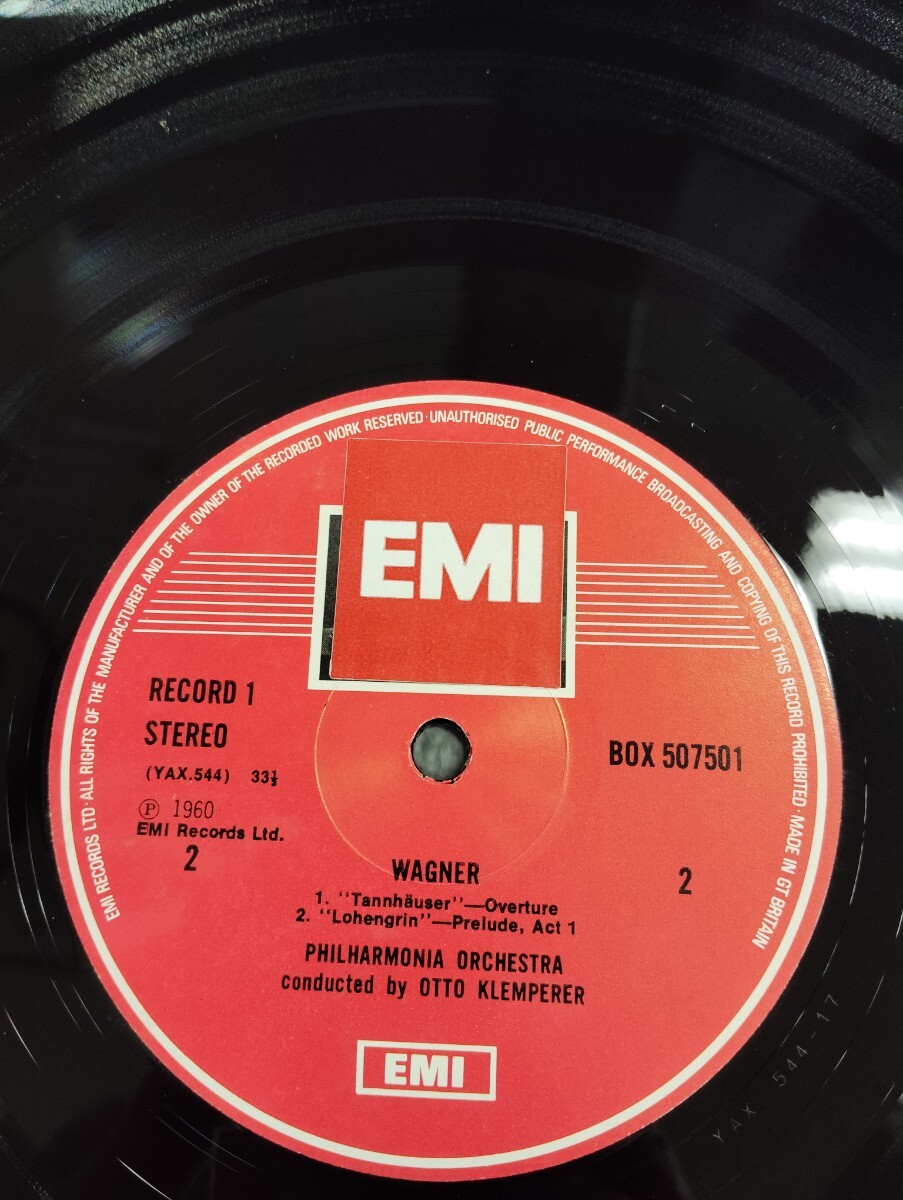 EMI RECORDS LTD·ALL RIGHTS OF THE MANUFACTURER AND OF THE OWNER OF THE RECORDED WORK RESERVED·UNAUTHORISED PUBLIC PERFORMANCE BROADCASTING AND COPYING OF THIS RECORD PROHIBITED·MADE IN GT BRITAIN
EMI
RECORD 1
STEREO
BOX 507501
(YAX.544) 33⅓
Ⓟ 1960
EMI Records Ltd.
2
2
WAGNER
1. "Tannhäuser"—Overture
2. "Lohengrin"—Prelude, Act 1
PHILHARMONIA ORCHESTRA
conducted by OTTO KLEMPERER
EMI
YAX 544-17